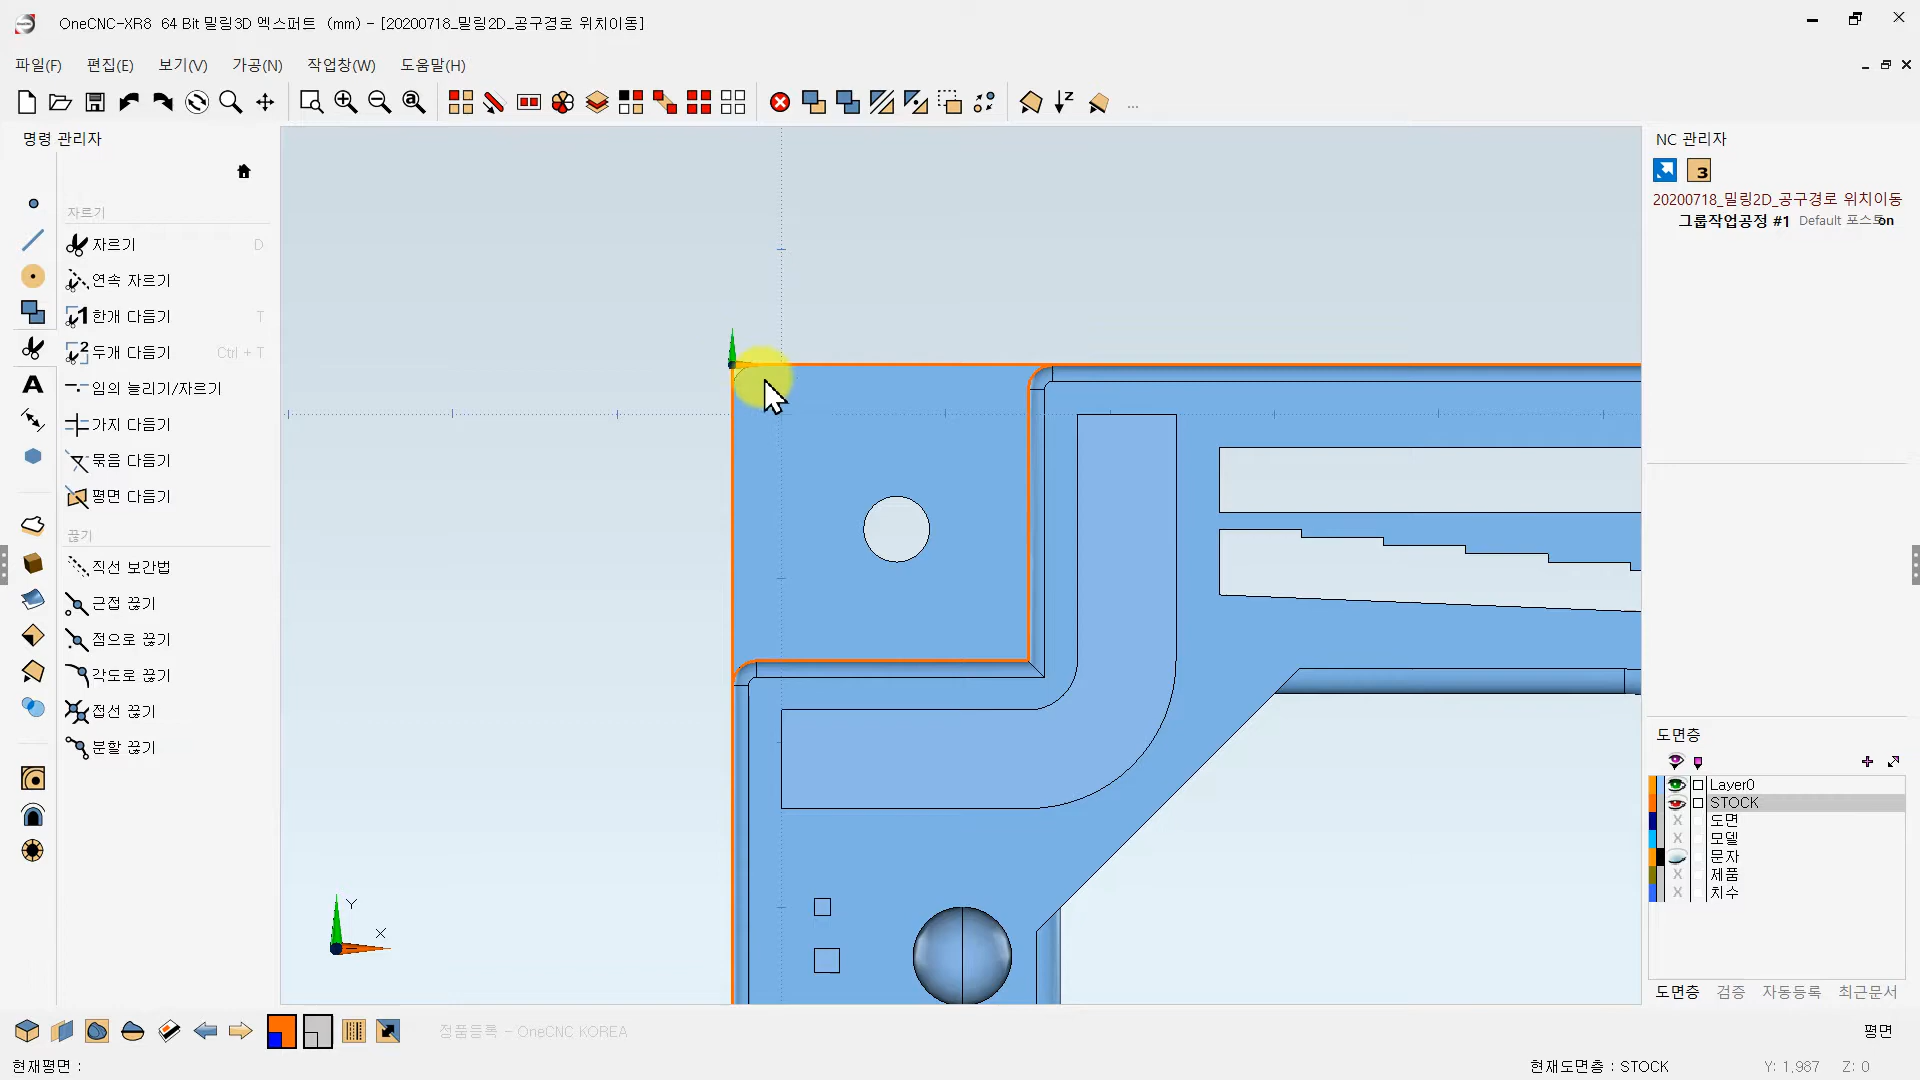 OneCNC-XR8 64 Bit 밀링3D 엑스퍼트 (mm) - [20200718_밀링2D_공구경로 위치이동]
파일(F) 편집(E) 보기(V) 가공(N) 작업창(W) 도움말(H)
명령 관리자
자르기
자르기 D
연속 자르기
한개 다듬기 T
두개 다듬기 Ctrl + T
임의 늘리기/자르기
가지 다듬기
묶음 다듬기
평면 다듬기
끊기
직선 보간법
근접 끊기
점으로 끊기
각도로 끊기
접선 끊기
분할 끊기
Y
X
NC 관리자
3
20200718_밀링2D_공구경로 위치이동
그룹작업공정 #1 Default 포스트 on
도면층
Layer0
STOCK
도면
모델
문자
제품
치수
도면층 검증 자동등록 최근문서
정품등록 - OneCNC KOREA
평면
현재평면 :
현재도면층 : STOCK Y: 1,987 Z: 0